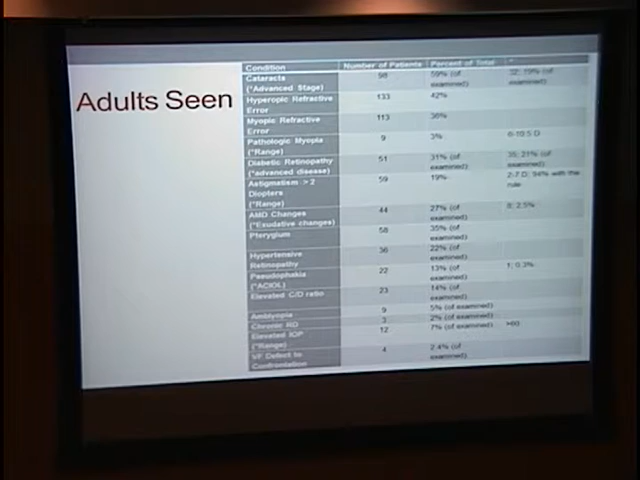 Adults Seen
Condition Number of Patients Percent of Total *
Cataracts 98 59% (of 32; 19% (of
(*Advanced Stage) examined) examined)
Hyperopic Refractive 133 42%
Error
Myopic Refractive 113 36%
Error
Pathologic Myopia 9 3% 6-19.5 D
(*Range)
Diabetic Retinopathy 51 31% (of 35; 21% (of
(*advanced disease) examined) examined)
Astigmatism >2 59 19% 2-7 D; 94% with the
Diopters rule
(*Range)
AMD Changes 44 27% (of 8; 2.5%
(*Exudative changes) examined)
Pterygium 58 35% (of
examined)
Hypertensive 36 22% (of
Retinopathy examined)
Pseudophakia 22 13% (of 1; 0.3%
(*ACIOL) examined)
Elevated C/D ratio 23 14% (of
examined)
Amblyopia 9 5% (of examined)
Chronic RD 3 2% (of examined)
Elevated IOP 12 7% (of examined) >60
(*Range)
VF Defect to 4 2.4% (of
Confrontation examined)